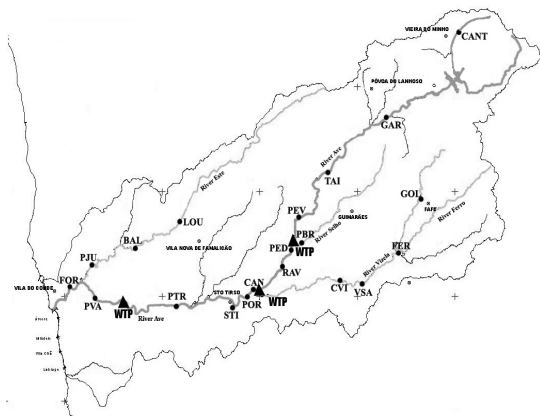 VIEIRA DO MINHO
CANT
PÓVOA DO LANHOSO
GAR
River Ave
TAI
GOL
FAFE
River Ferro
River Este
LOU
PEV
GUIMARÃES
PBR
River Selho
PED
WTP
BAL
VILA NOVA DE FAMALICÃO
FER
PJU
RAV
River Vizela
FOR
VILA DO CONDE
CAN
CVI
VSA
PVA
WTP
PTR
STO TIRSO
POR
WTP
STI
River Ave